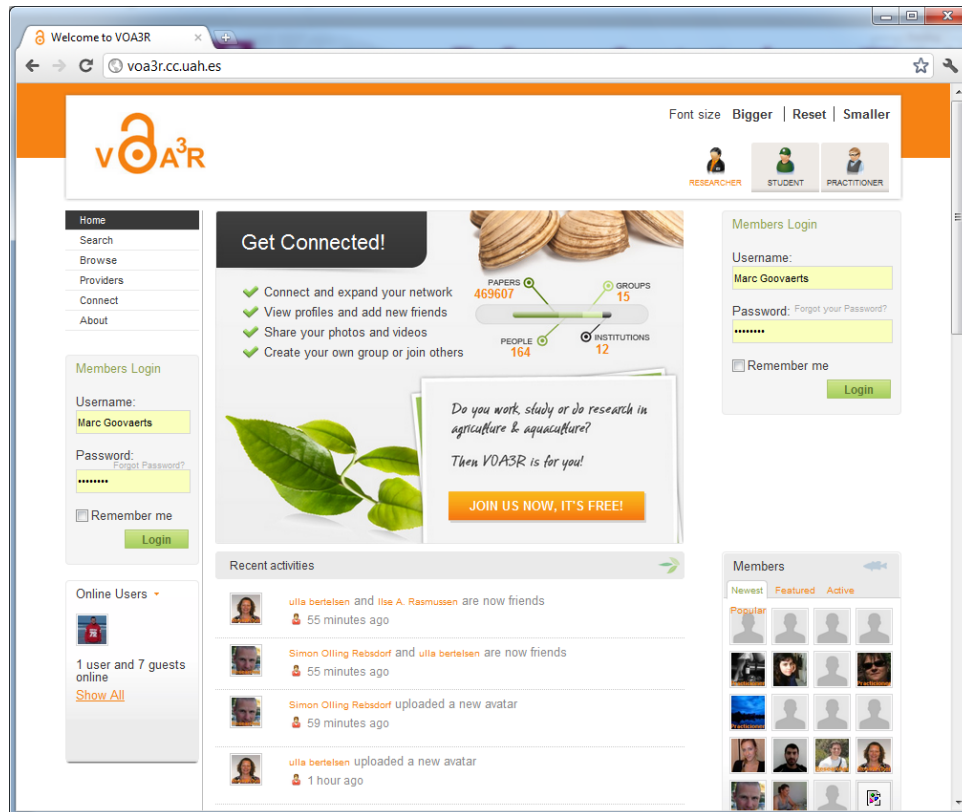 Welcome to VOA3R
voa3r.cc.uah.es
VOA3R
Font size Bigger | Reset | Smaller
RESEARCHER STUDENT PRACTITIONER
Home
Search
Browse
Providers
Connect
About
Members Login
Username:
Marc Goovaerts
Password:
Forgot Password?
••••••••
Remember me
Login
Online Users
1 user and 7 guests
online
Show All
Get Connected!
Connect and expand your network
View profiles and add new friends
Share your photos and videos
Create your own group or join others
PAPERS
469607
GROUPS
15
PEOPLE
164
INSTITUTIONS
12
Do you work, study or do research in
agriculture & aquaculture?
Then VOA3R is for you!
JOIN US NOW, IT'S FREE!
Recent activities
ulla bertelsen and Ilse A. Rasmussen are now friends
55 minutes ago
Simon Olling Rebsdorf and ulla bertelsen are now friends
55 minutes ago
Simon Olling Rebsdorf uploaded a new avatar
59 minutes ago
ulla bertelsen uploaded a new avatar
1 hour ago
Members Login
Username:
Marc Goovaerts
Password: Forgot your Password?
••••••••
Remember me
Login
Members
Newest Featured Active
Popular